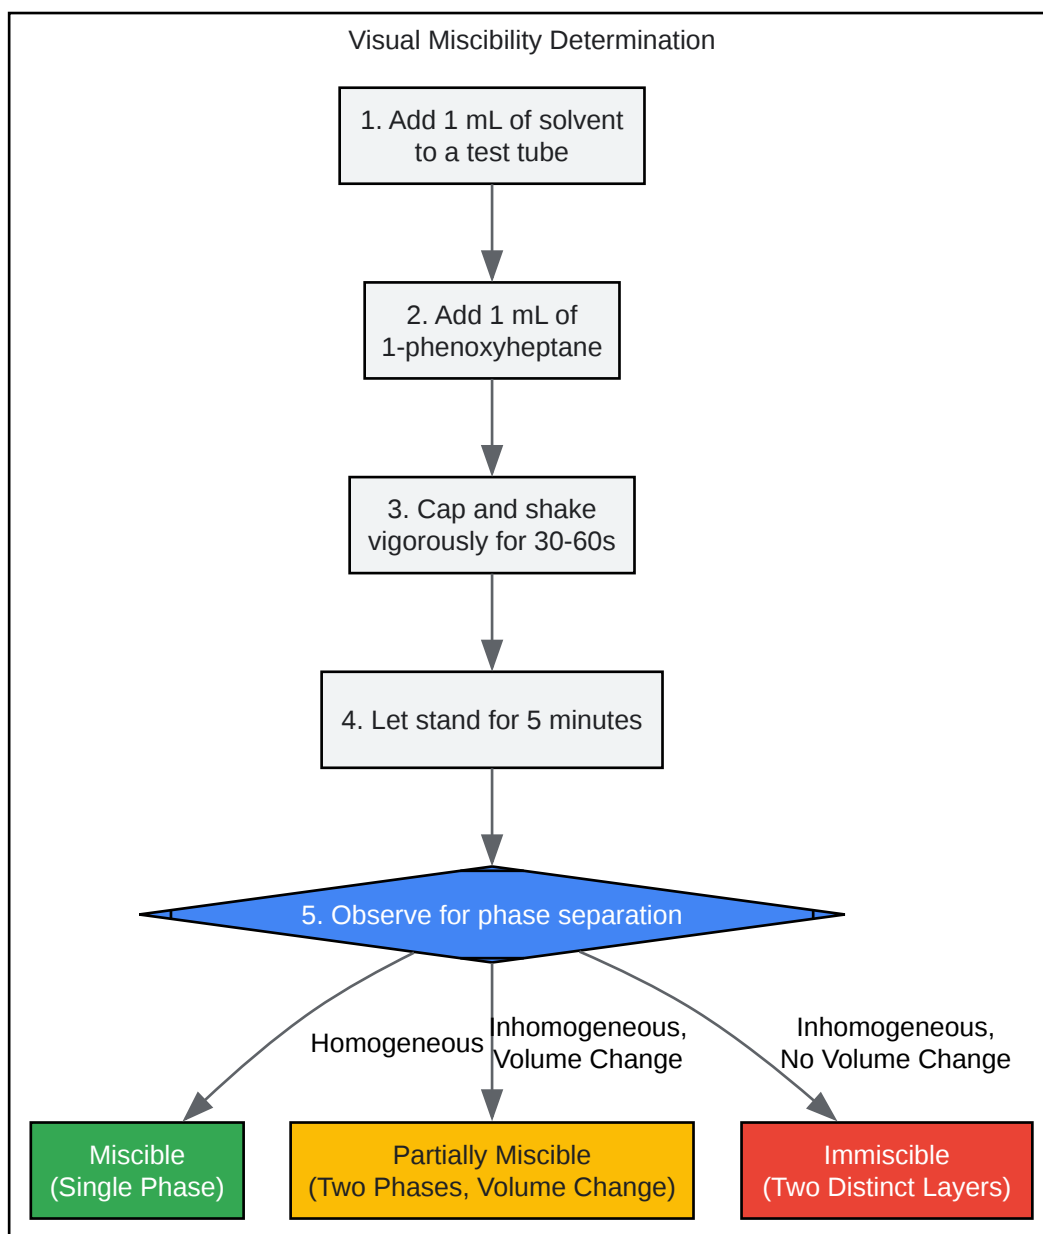 Visual Miscibility Determination
1. Add 1 mL of solvent
to a test tube
2. Add 1 mL of
1-phenoxyheptane
3. Cap and shake
vigorously for 30-60s
4. Let stand for 5 minutes
5. Observe for phase separation
Homogeneous
Inhomogeneous,
Volume Change
Inhomogeneous,
No Volume Change
Miscible
(Single Phase)
Partially Miscible
(Two Phases, Volume Change)
Immiscible
(Two Distinct Layers)